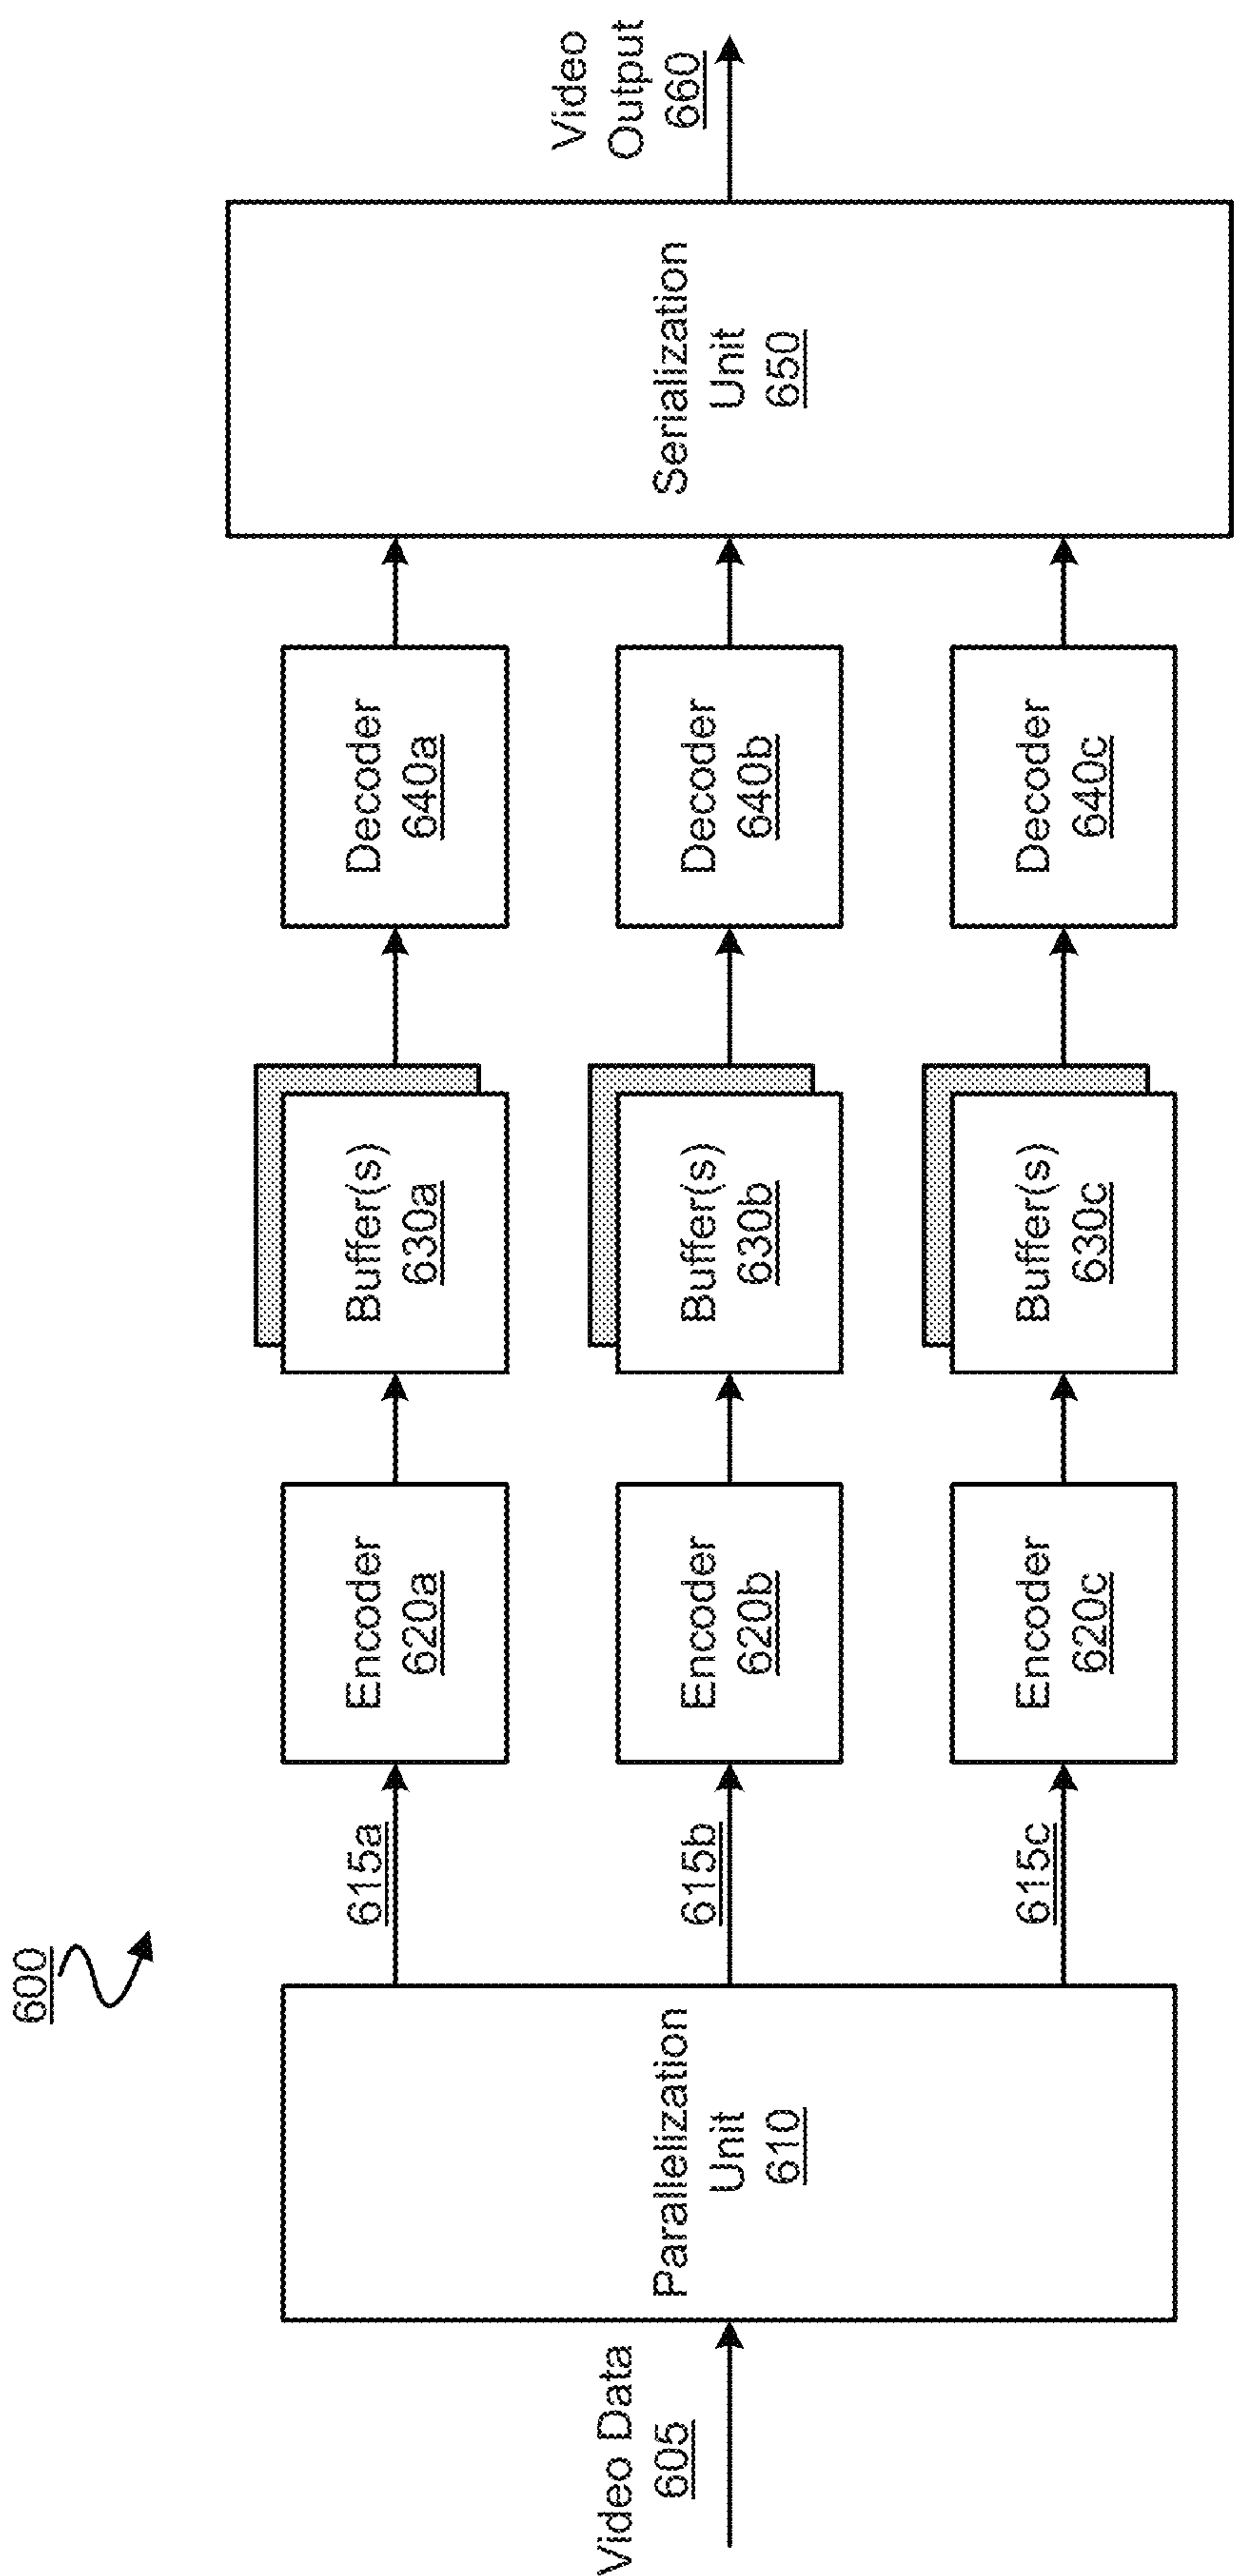 600
Video Data
605
Parallelization
Unit
610
615a
615b
615c
Encoder
620a
Encoder
620b
Encoder
620c
Buffer(s)
630a
Buffer(s)
630b
Buffer(s)
630c
Decoder
640a
Decoder
640b
Decoder
640c
Serialization
Unit
650
Video
Output
660